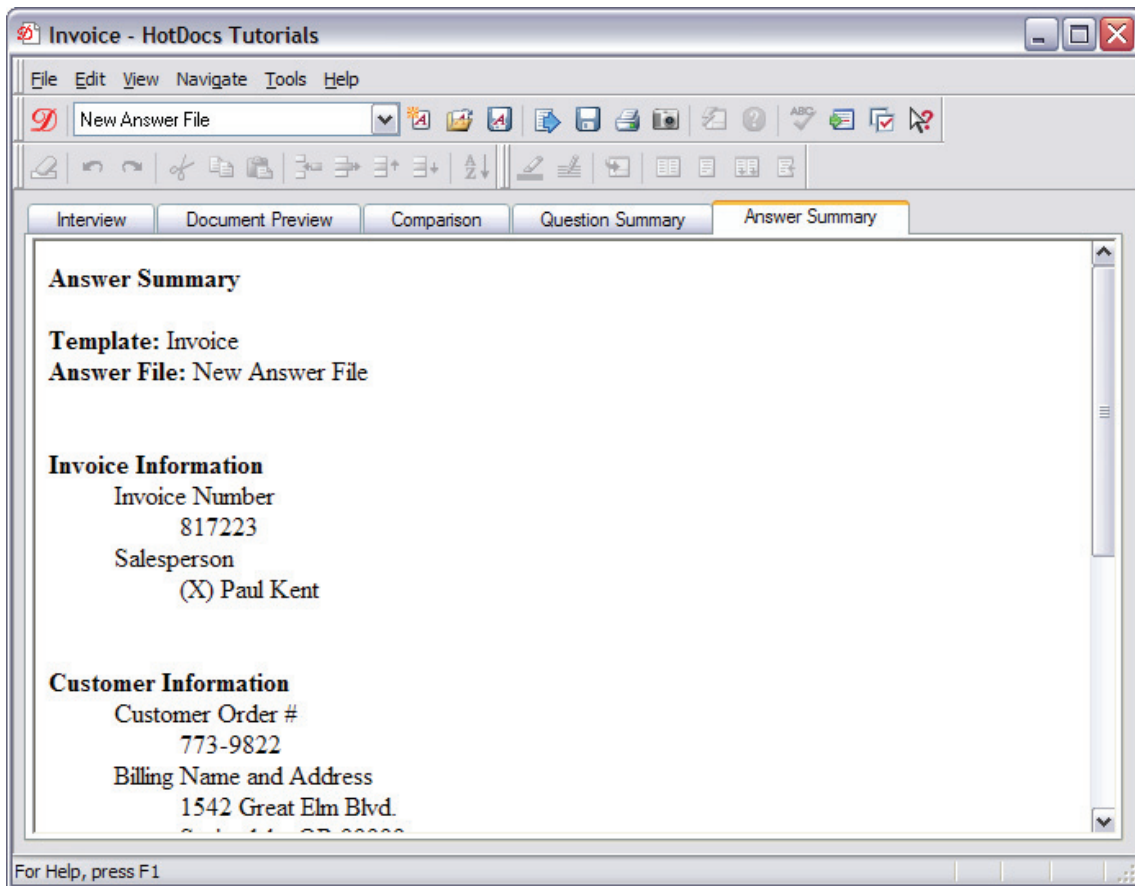 Invoice - HotDocs Tutorials
File Edit View Navigate Tools Help
New Answer File
Interview Document Preview Comparison Question Summary Answer Summary
Answer Summary
Template: Invoice
Answer File: New Answer File
Invoice Information
Invoice Number
817223
Salesperson
(X) Paul Kent
Customer Information
Customer Order #
773-9822
Billing Name and Address
1542 Great Elm Blvd.
For Help, press F1